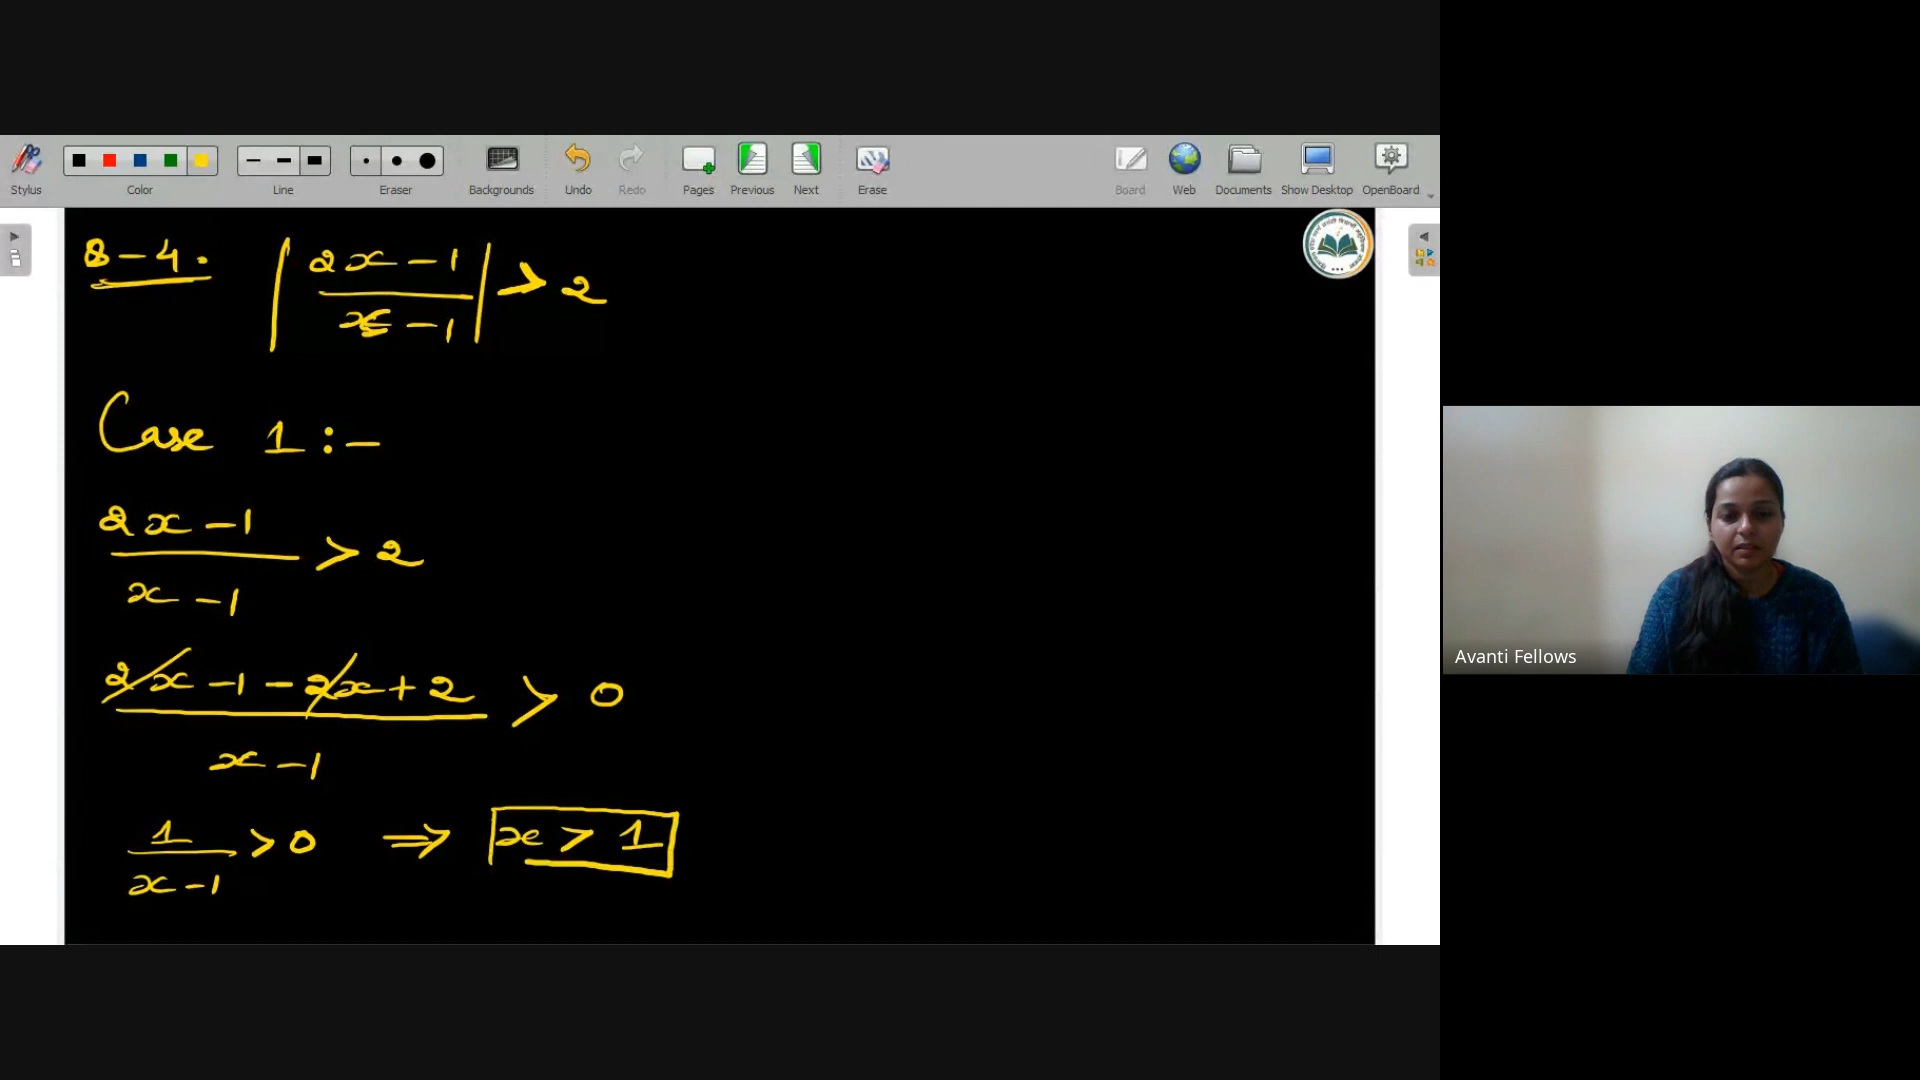 Stylus
Color
Line
Eraser
Backgrounds
Undo
Redo
Pages
Previous
Next
Erase
Board
Web
Documents
Show Desktop
OpenBoard
8-4.
|2x-1/x-1| > 2
Case 1:-
2x-1/x-1 > 2
2x-1-2x+2/x-1 > 0
1/x-1 > 0 ⇒ x > 1
Avanti Fellows